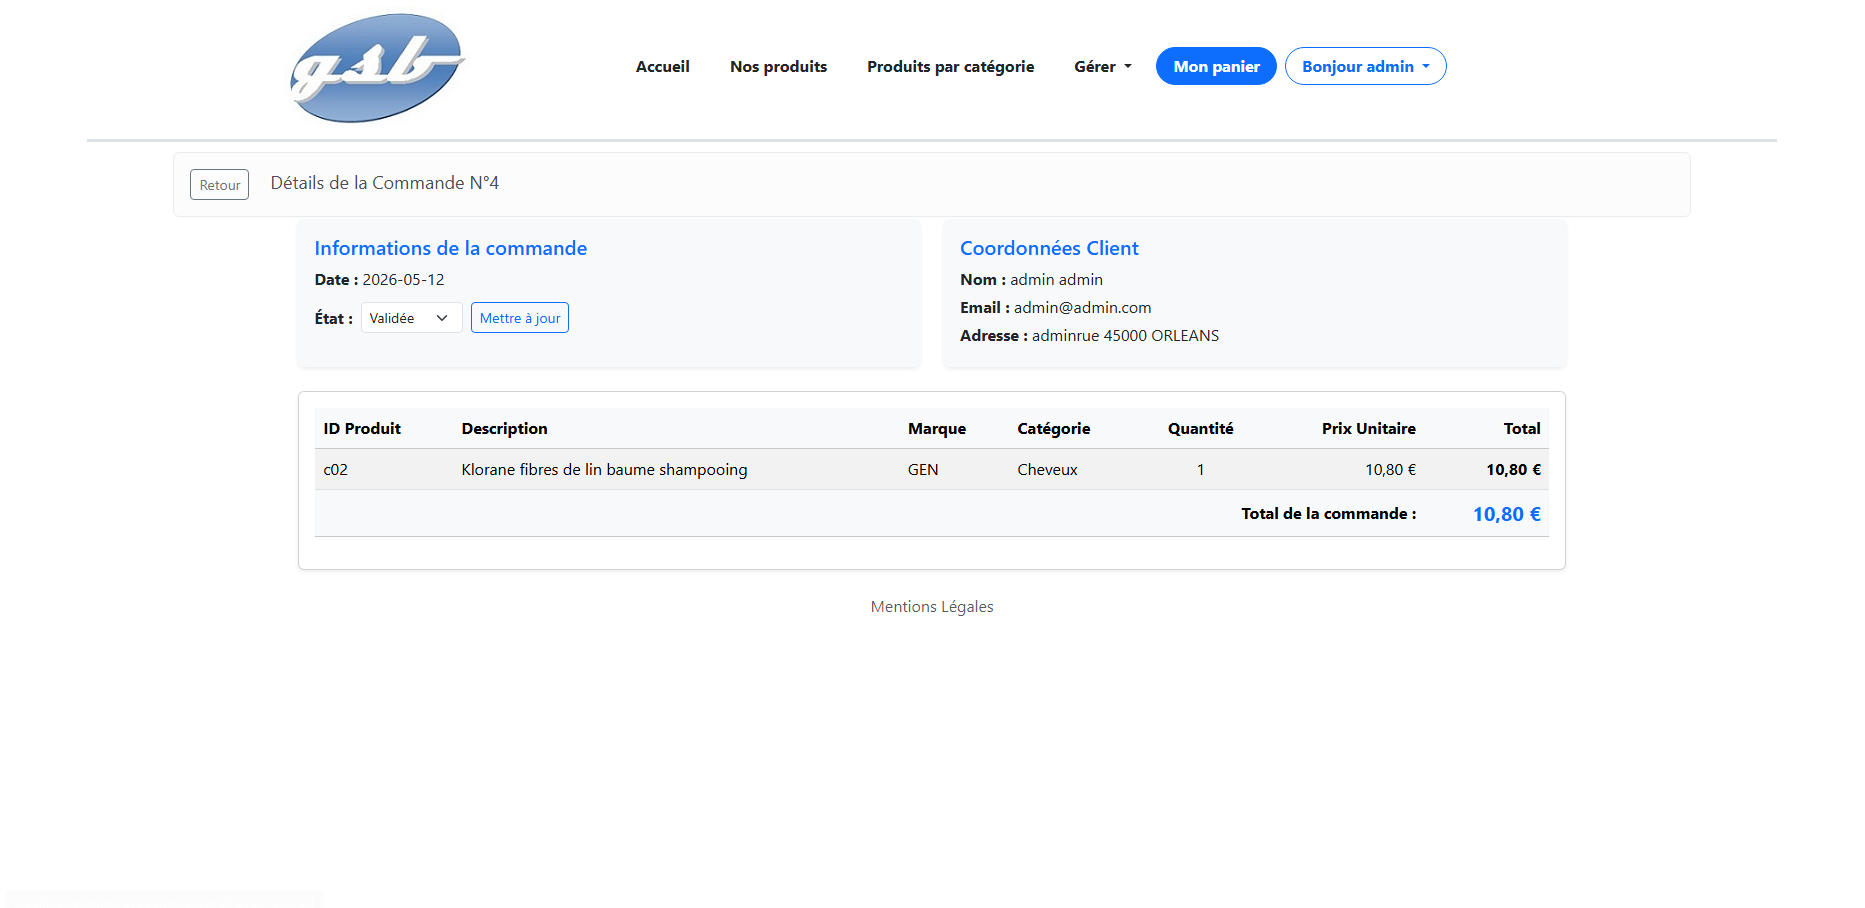 gsb
Accueil Nos produits Produits par catégorie Gérer Mon panier Bonjour admin
Retour Détails de la Commande N°4
Informations de la commande
Date : 2026-05-12
État : Validée Mettre à jour
Coordonnées Client
Nom : admin admin
Email : admin@admin.com
Adresse : adminrue 45000 ORLEANS
ID Produit Description Marque Catégorie Quantité Prix Unitaire Total
c02 Klorane fibres de lin baume shampooing GEN Cheveux 1 10,80 € 10,80 €
Total de la commande : 10,80 €
Mentions Légales